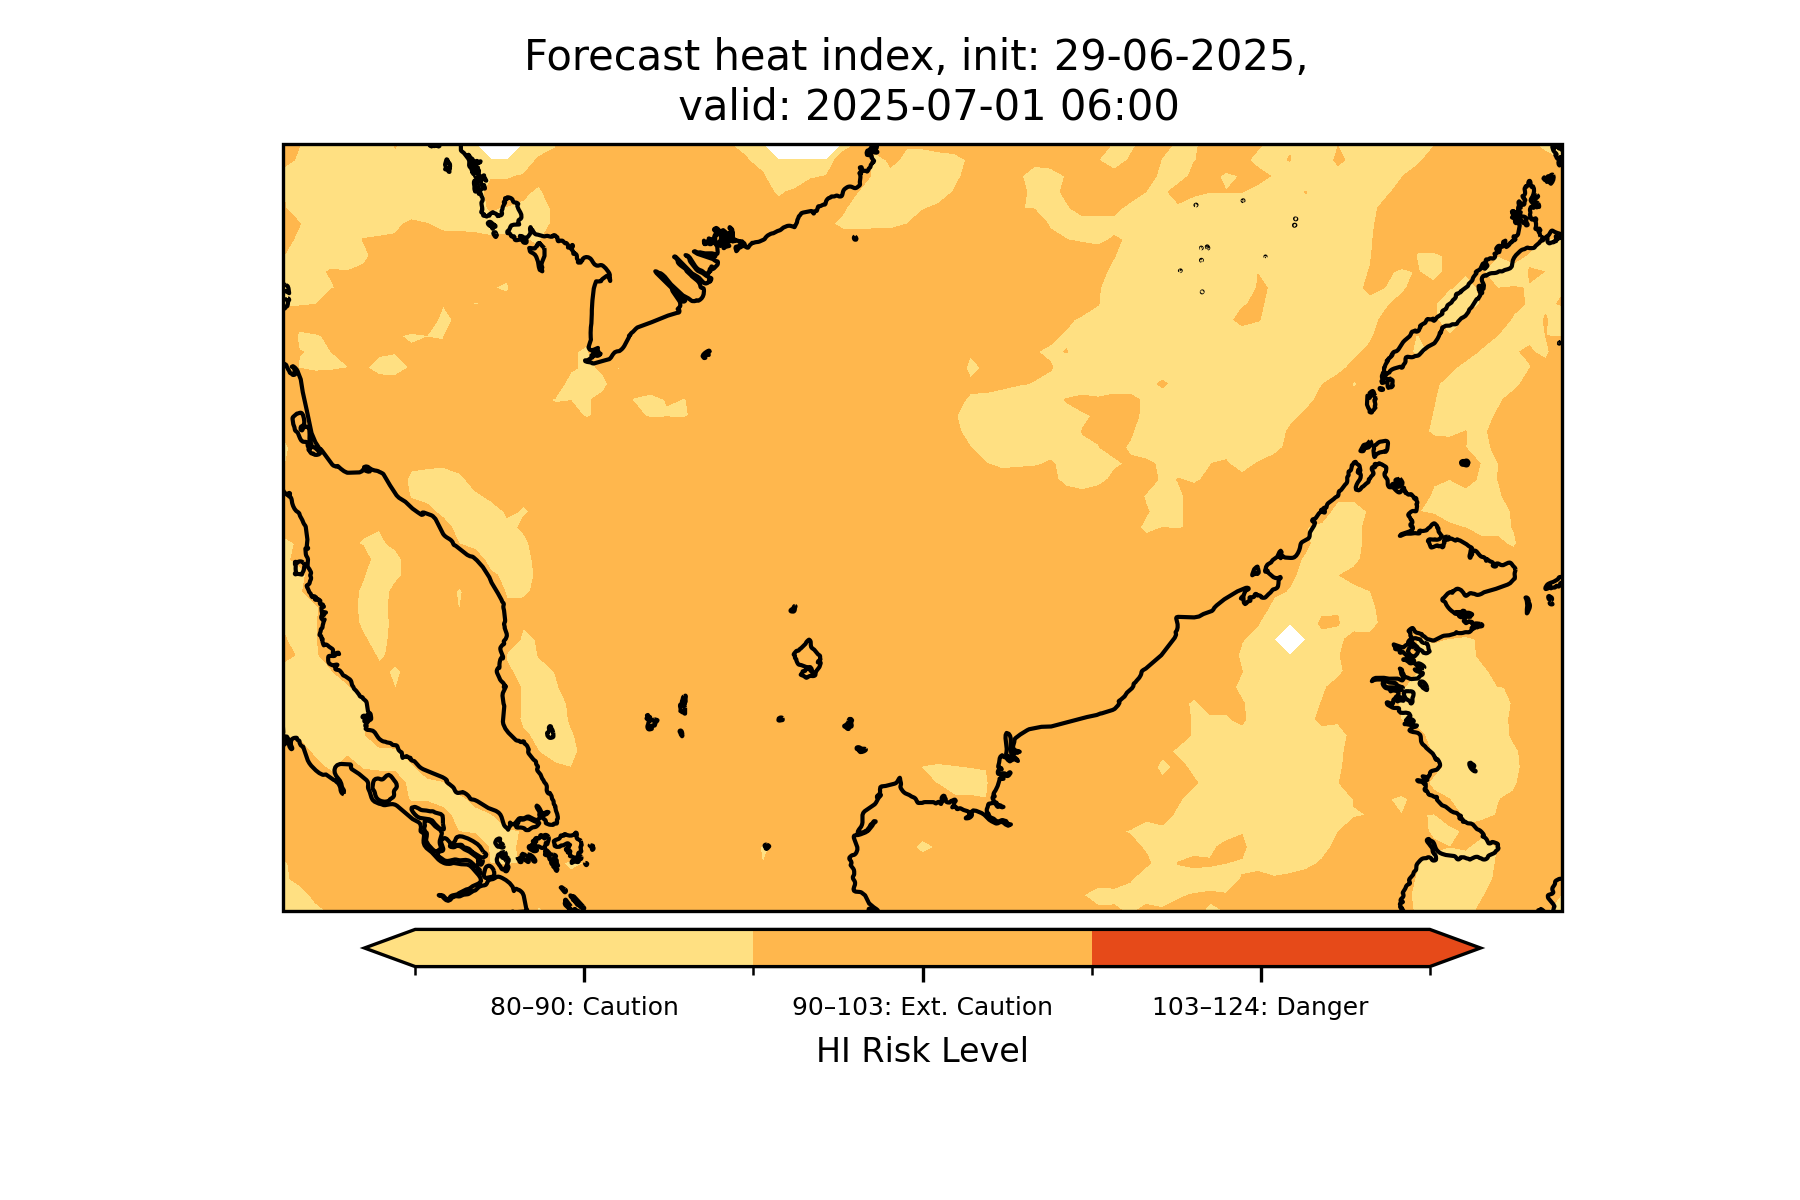 Forecast heat index, init: 29-06-2025,
valid: 2025-07-01 06:00
80–90: Caution
90–103: Ext. Caution
103–124: Danger
HI Risk Level